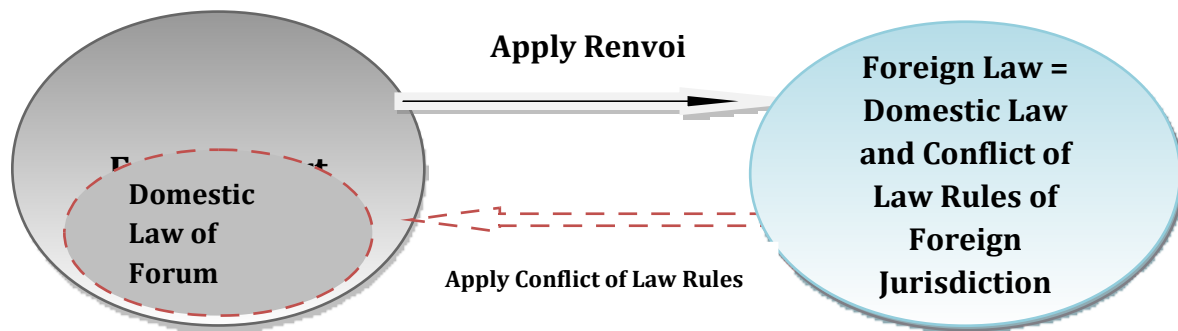 Apply Renvoi
Foreign Law =
Domestic Law
and Conflict of
Law Rules of
Foreign
Jurisdiction
Domestic
Law of
Forum
Apply Conflict of Law Rules